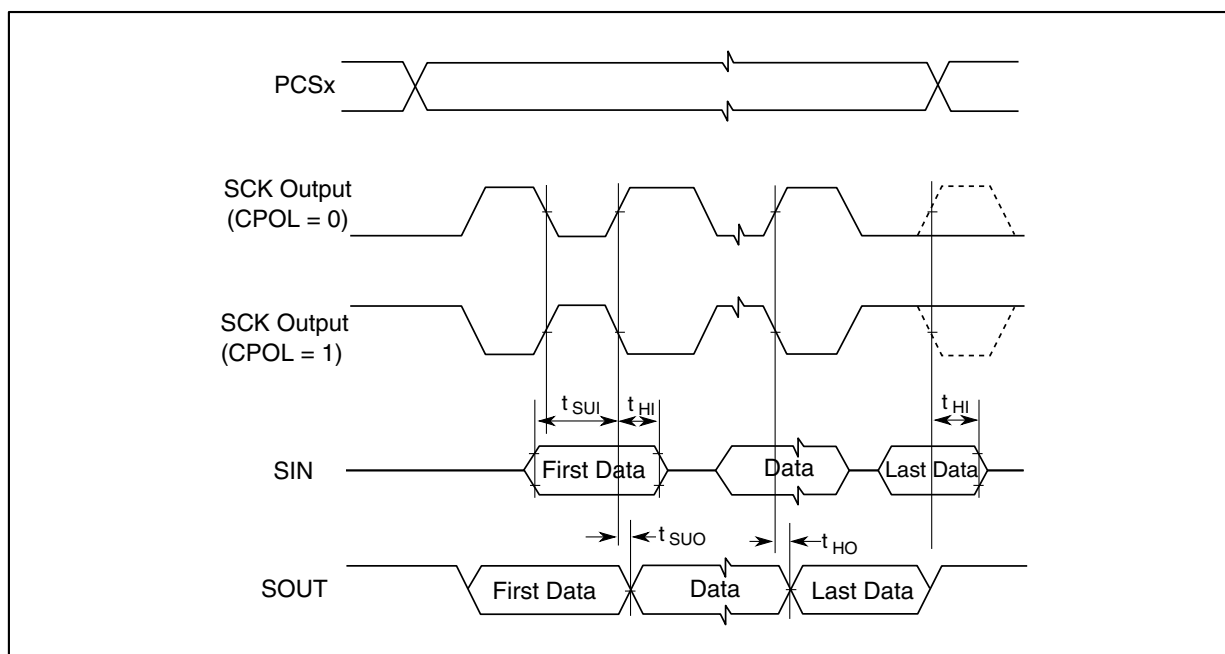 PCSx
SCK Output
(CPOL = 0)
SCK Output
(CPOL = 1)
t SUI
t HI
t HI
SIN
First Data
Data
Last Data
t SUO
t HO
SOUT
First Data
Data
Last Data